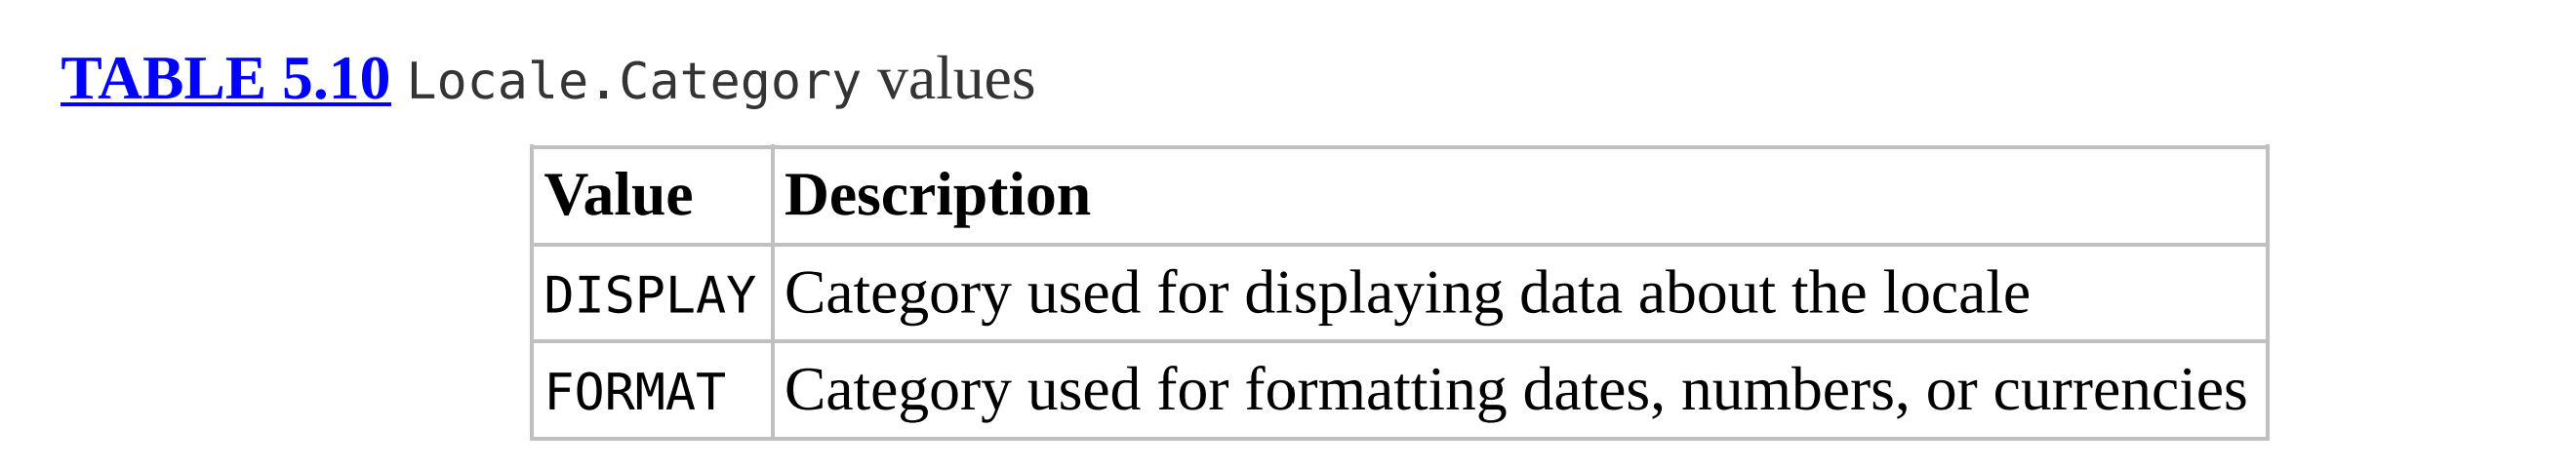 TABLE 5.10 Locale.Category values
Value Description
DISPLAY Category used for displaying data about the locale
FORMAT Category used for formatting dates, numbers, or currencies